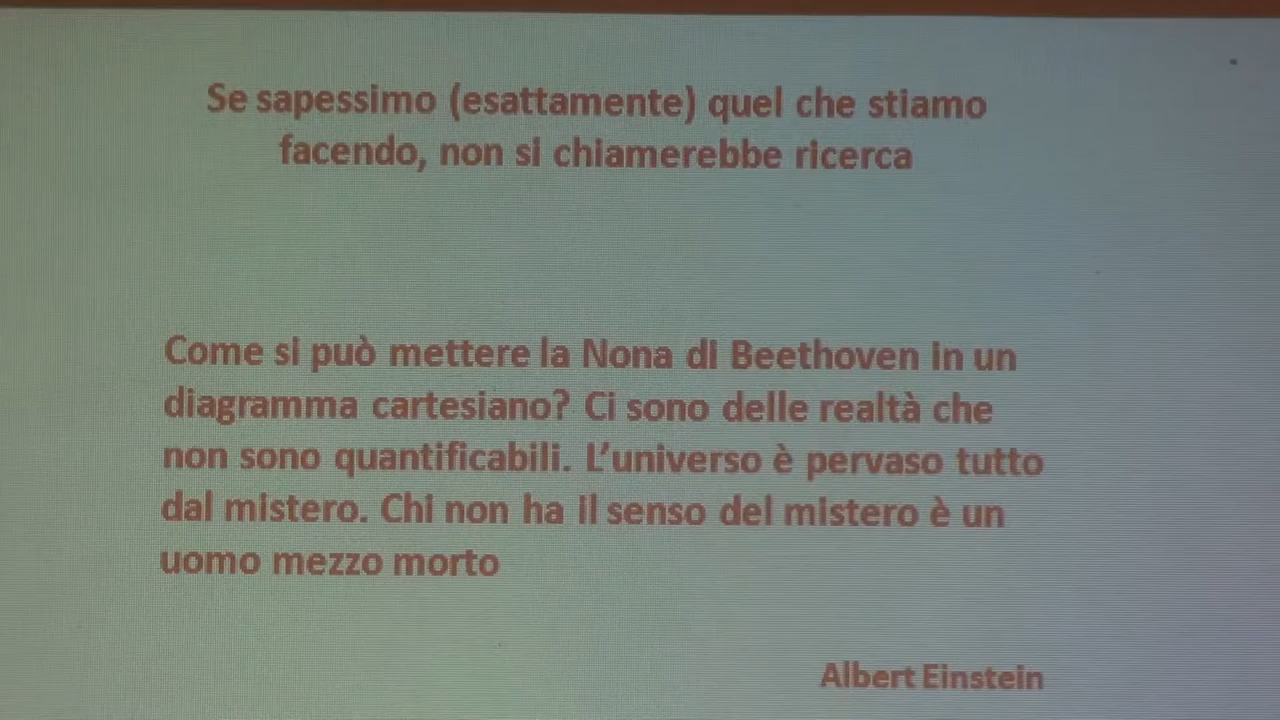 Se sapessimo (esattamente) quel che stiamo
facendo, non si chiamerebbe ricerca
Come si può mettere la Nona di Beethoven in un
diagramma cartesiano? Ci sono delle realtà che
non sono quantificabili. L’universo è pervaso tutto
dal mistero. Chi non ha il senso del mistero è un
uomo mezzo morto
Albert Einstein